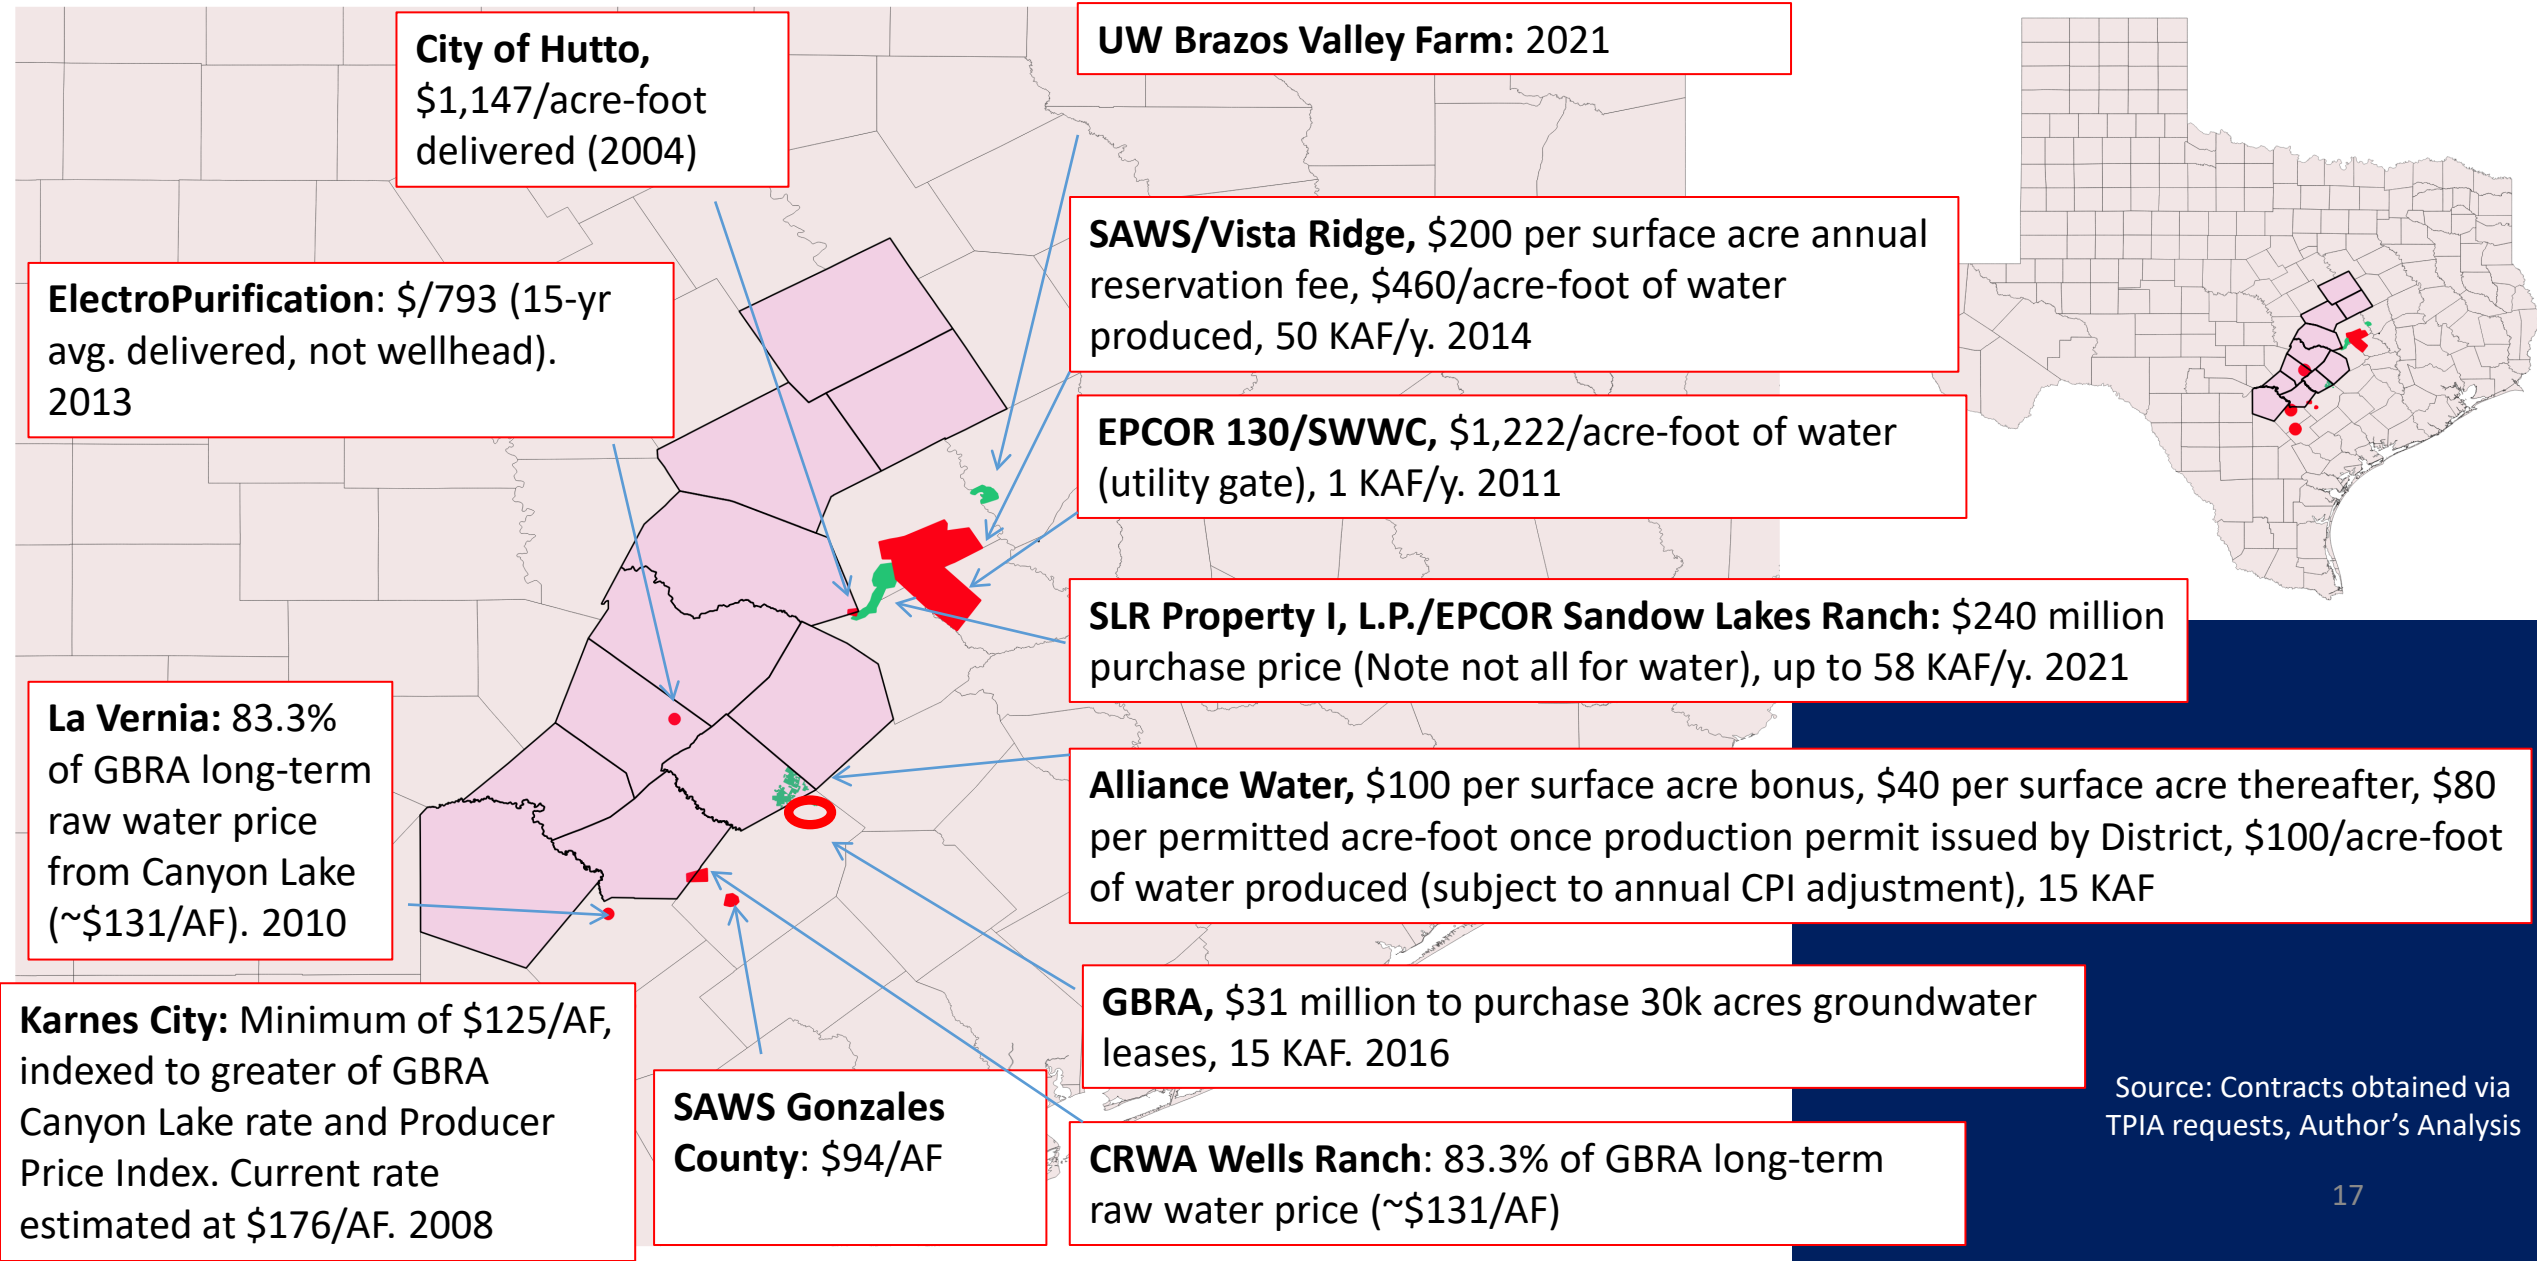 City of Hutto,
$1,147/acre-foot
delivered (2004)
UW Brazos Valley Farm: 2021
SAWS/Vista Ridge, $200 per surface acre annual
reservation fee, $460/acre-foot of water
produced, 50 KAF/y. 2014
ElectroPurification: $/793 (15-yr
avg. delivered, not wellhead).
2013
EPCOR 130/SWWC, $1,222/acre-foot of water
(utility gate), 1 KAF/y. 2011
SLR Property I, L.P./EPCOR Sandow Lakes Ranch: $240 million
purchase price (Note not all for water), up to 58 KAF/y. 2021
La Vernia: 83.3%
of GBRA long-term
raw water price
from Canyon Lake
(~$131/AF). 2010
Alliance Water, $100 per surface acre bonus, $40 per surface acre thereafter, $80
per permitted acre-foot once production permit issued by District, $100/acre-foot
of water produced (subject to annual CPI adjustment), 15 KAF
GBRA, $31 million to purchase 30k acres groundwater
leases, 15 KAF. 2016
Karnes City: Minimum of $125/AF,
indexed to greater of GBRA
Canyon Lake rate and Producer
Price Index. Current rate
estimated at $176/AF. 2008
SAWS Gonzales
County: $94/AF
CRWA Wells Ranch: 83.3% of GBRA long-term
raw water price (~$131/AF)
Source: Contracts obtained via
TPIA requests, Author's Analysis
17